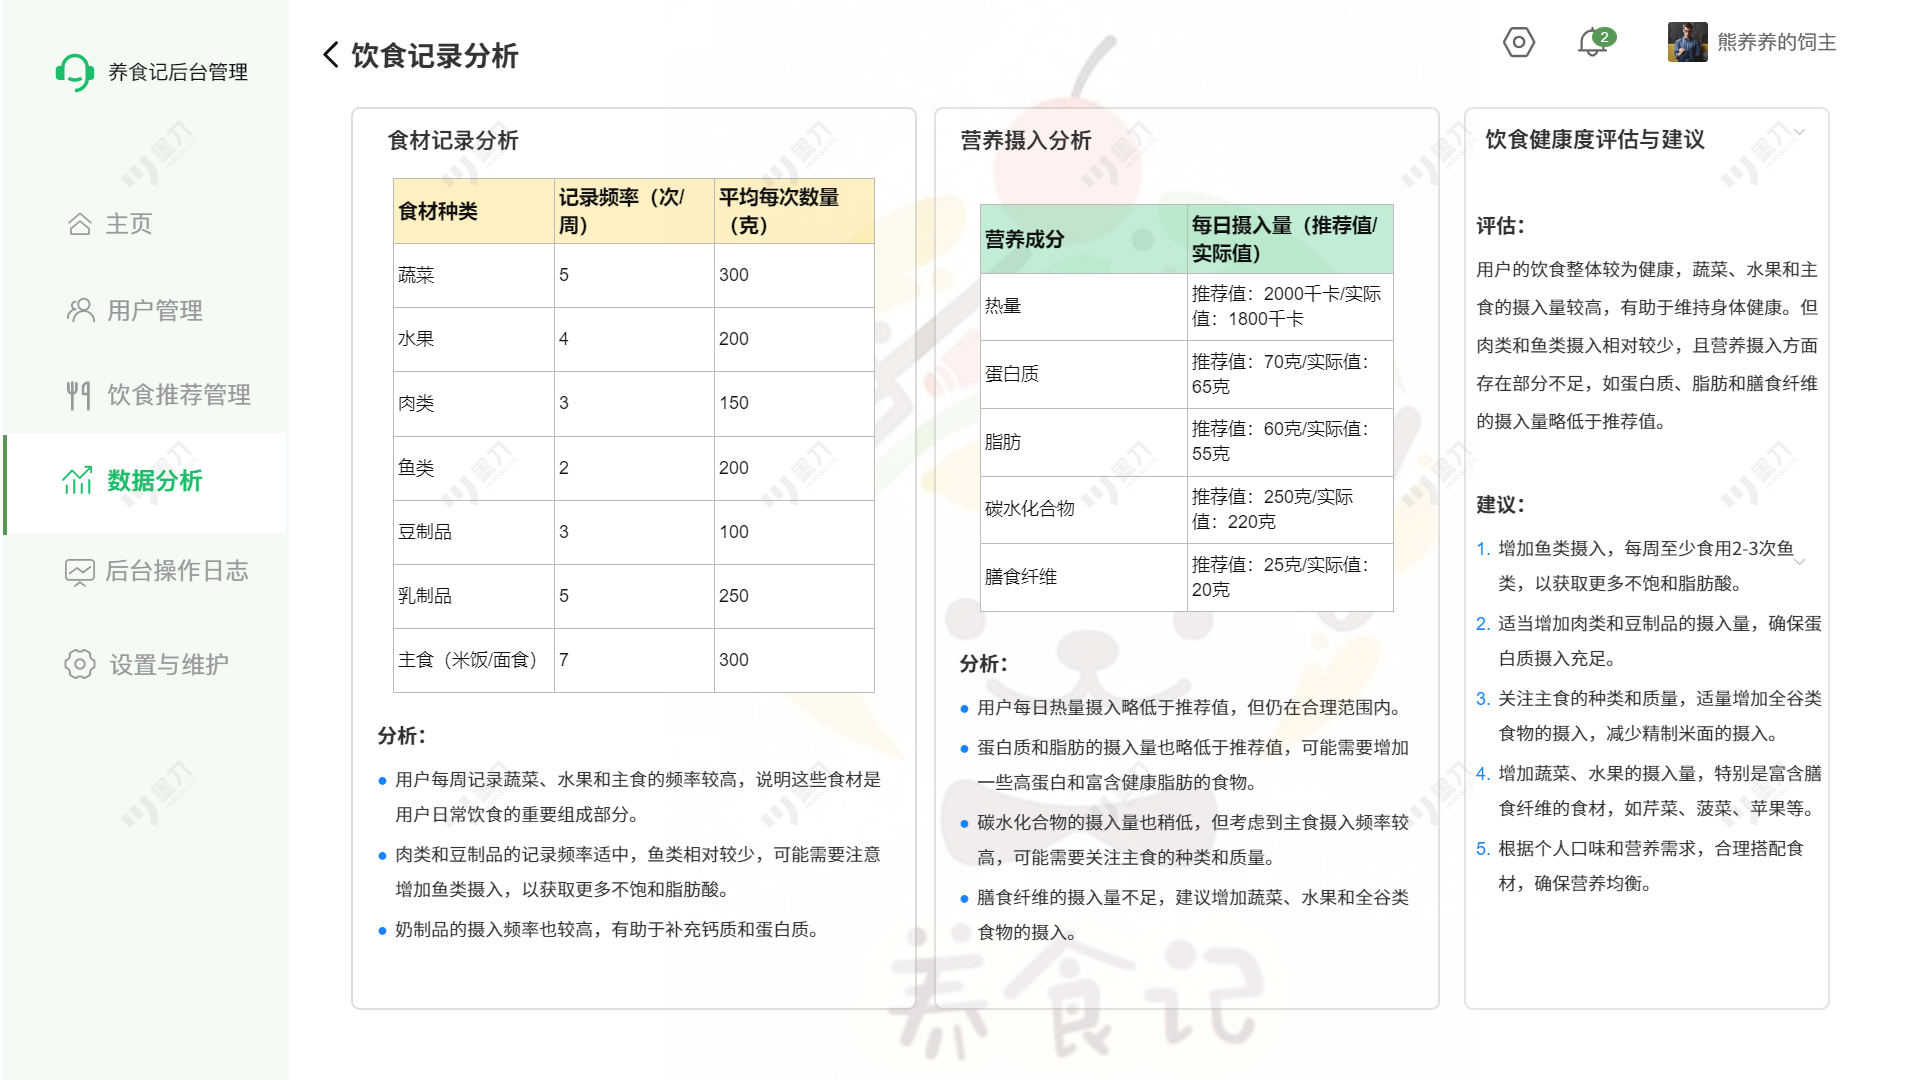 养食记后台管理
主页
用户管理
饮食推荐管理
数据分析
后台操作日志
设置与维护
饮食记录分析
2
熊养养的饲主
食材记录分析
食材种类
记录频率（次/
周）
平均每次数量
（克）
蔬菜
5
300
水果
4
200
肉类
3
150
鱼类
2
200
豆制品
3
100
乳制品
5
250
主食（米饭/面食）
7
300
分析：
用户每周记录蔬菜、水果和主食的频率较高，说明这些食材是
用户日常饮食的重要组成部分。
肉类和豆制品的记录频率适中，鱼类相对较少，可能需要注意
增加鱼类摄入，以获取更多不饱和脂肪酸。
奶制品的摄入频率也较高，有助于补充钙质和蛋白质。
营养摄入分析
营养成分
每日摄入量（推荐值/
实际值）
热量
推荐值：2000千卡/实际
值：1800千卡
蛋白质
推荐值：70克/实际值：
65克
脂肪
推荐值：60克/实际值：
55克
碳水化合物
推荐值：250克/实际
值：220克
膳食纤维
推荐值：25克/实际值：
20克
分析：
用户每日热量摄入略低于推荐值，但仍在合理范围内。
蛋白质和脂肪的摄入量也略低于推荐值，可能需要增加
一些高蛋白和富含健康脂肪的食物。
碳水化合物的摄入量也稍低，但考虑到主食摄入频率较
高，可能需要关注主食的种类和质量。
膳食纤维的摄入量不足，建议增加蔬菜、水果和全谷类
食物的摄入。
饮食健康度评估与建议
评估：
用户的饮食整体较为健康，蔬菜、水果和主
食的摄入量较高，有助于维持身体健康。但
肉类和鱼类摄入相对较少，且营养摄入方面
存在部分不足，如蛋白质、脂肪和膳食纤维
的摄入量略低于推荐值。
建议：
1. 增加鱼类摄入，每周至少食用2-3次鱼
类，以获取更多不饱和脂肪酸。
2. 适当增加肉类和豆制品的摄入量，确保蛋
白质摄入充足。
3. 关注主食的种类和质量，适量增加全谷类
食物的摄入，减少精制米面的摄入。
4. 增加蔬菜、水果的摄入量，特别是富含膳
食纤维的食材，如芹菜、菠菜、苹果等。
5. 根据个人口味和营养需求，合理搭配食
材，确保营养均衡。
养食记
墨刀
MODAO.CC